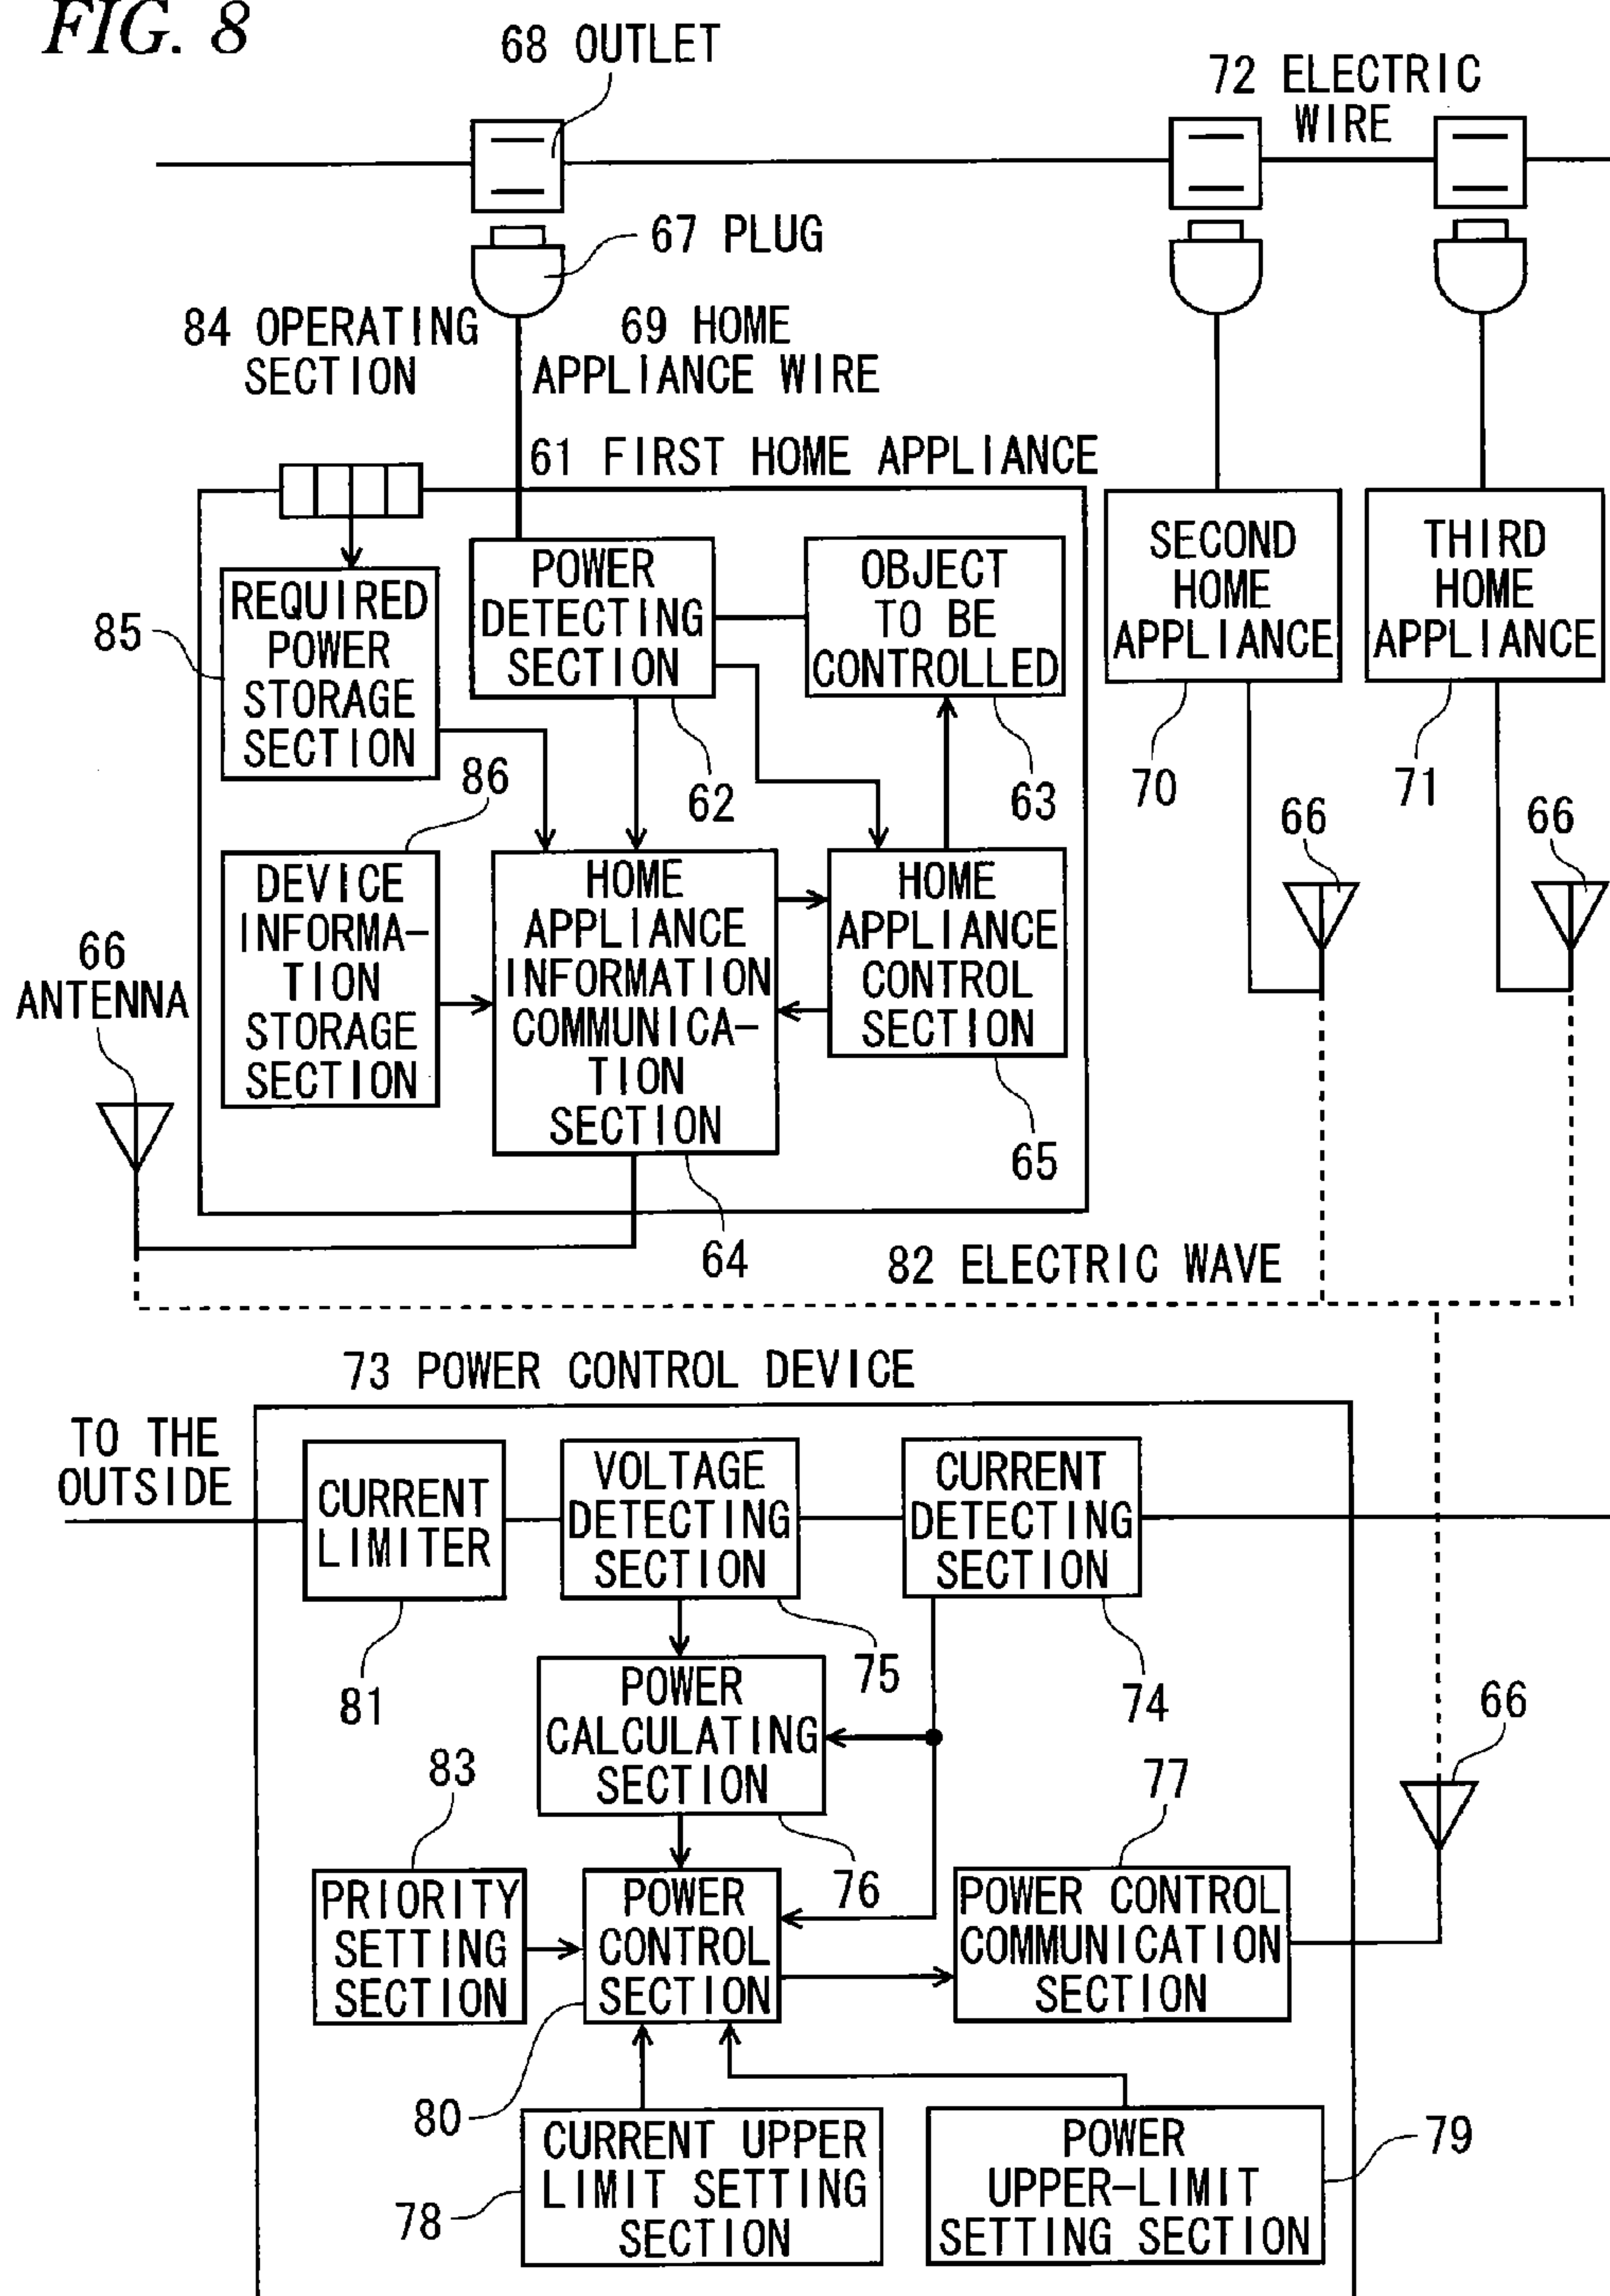 FIG. 8
68 OUTLET
72 ELECTRIC
WIRE
67 PLUG
84 OPERATING
SECTION
69 HOME
APPLIANCE WIRE
61 FIRST HOME APPLIANCE
REQUIRED
POWER
STORAGE
SECTION
85
POWER
DETECTING
SECTION
62
OBJECT
TO BE
CONTROLLED
63
SECOND
HOME
APPLIANCE
70
THIRD
HOME
APPLIANCE
71
66
66
86
DEVICE
INFORMA-
TION
STORAGE
SECTION
HOME
APPLIANCE
INFORMATION
COMMUNICA-
TION
SECTION
64
HOME
APPLIANCE
CONTROL
SECTION
65
66
ANTENNA
82 ELECTRIC WAVE
73 POWER CONTROL DEVICE
TO THE
OUTSIDE
CURRENT
LIMITER
81
VOLTAGE
DETECTING
SECTION
75
CURRENT
DETECTING
SECTION
74
POWER
CALCULATING
SECTION
76
66
83
PRIORITY
SETTING
SECTION
POWER
CONTROL
SECTION
80
77
POWER CONTROL
COMMUNICATION
SECTION
CURRENT UPPER
LIMIT SETTING
SECTION
78
POWER
UPPER-LIMIT
SETTING SECTION
79